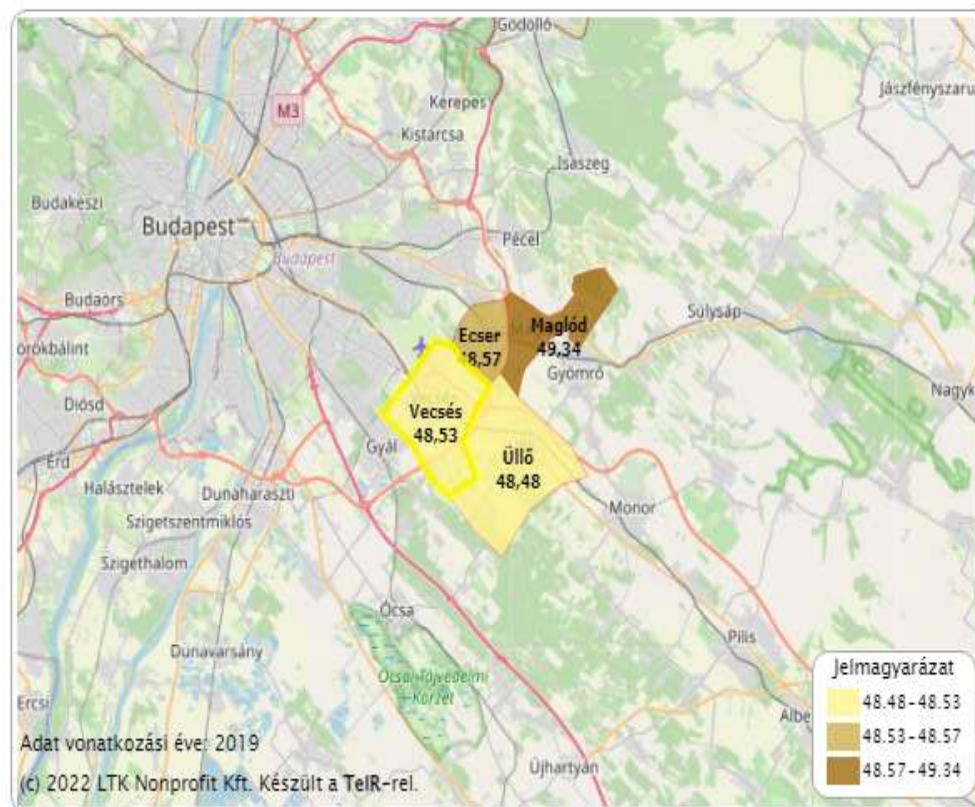 Gödöllő
Jászfényszaru
M3
Kerepes
Kistarcsa
Isaszeg
Budakeszi
Budapest
Pécel
Budapest
Budaörs
Sülysáp
Ecser
Maglód
48,57
49,34
Gyömrő
Nagyk
Diósd
Vecsés
48,53
Gyál
Üllő
48,48
Érd
Halásztelek
Dunaharaszti
Monor
Szigetszentmiklós
Szigethalom
Ócsa
Pilis
Dunavarsány
Ócsai Tájvédelmi
Körzet
Ercsi
Albe
Újhartyán
Jelmagyarázat
48.48-48.53
48.53-48.57
48.57-49.34
Adat vonatkozási éve: 2019
(c) 2022 LTK Nonprofit Kft. Készült a TeIR-rel.